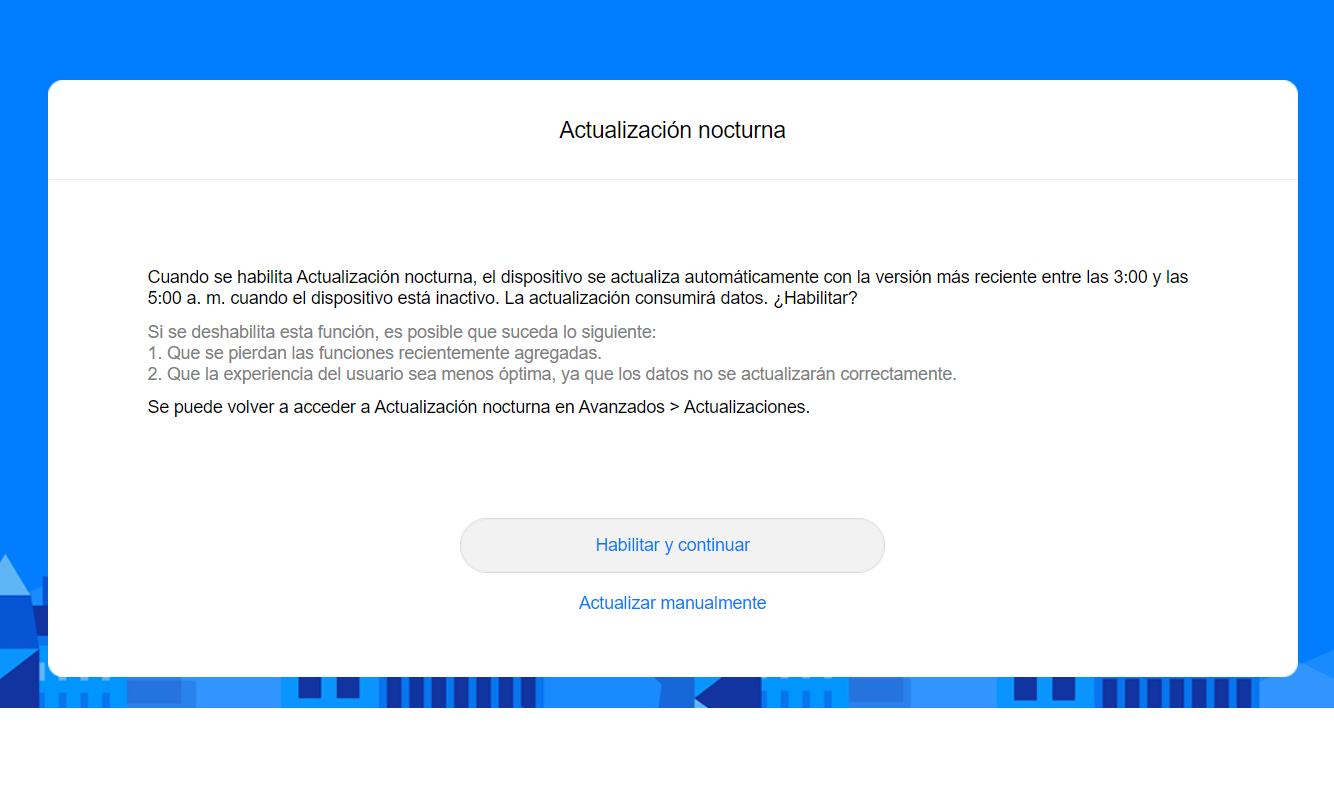 Actualización nocturna
Cuando se habilita Actualización nocturna, el dispositivo se actualiza automáticamente con la versión más reciente entre las 3:00 y las
5:00 a. m. cuando el dispositivo está inactivo. La actualización consumirá datos. ¿Habilitar?
Si se deshabilita esta función, es posible que suceda lo siguiente:
1. Que se pierdan las funciones recientemente agregadas.
2. Que la experiencia del usuario sea menos óptima, ya que los datos no se actualizarán correctamente.
Se puede volver a acceder a Actualización nocturna en Avanzados > Actualizaciones.
Habilitar y continuar
Actualizar manualmente